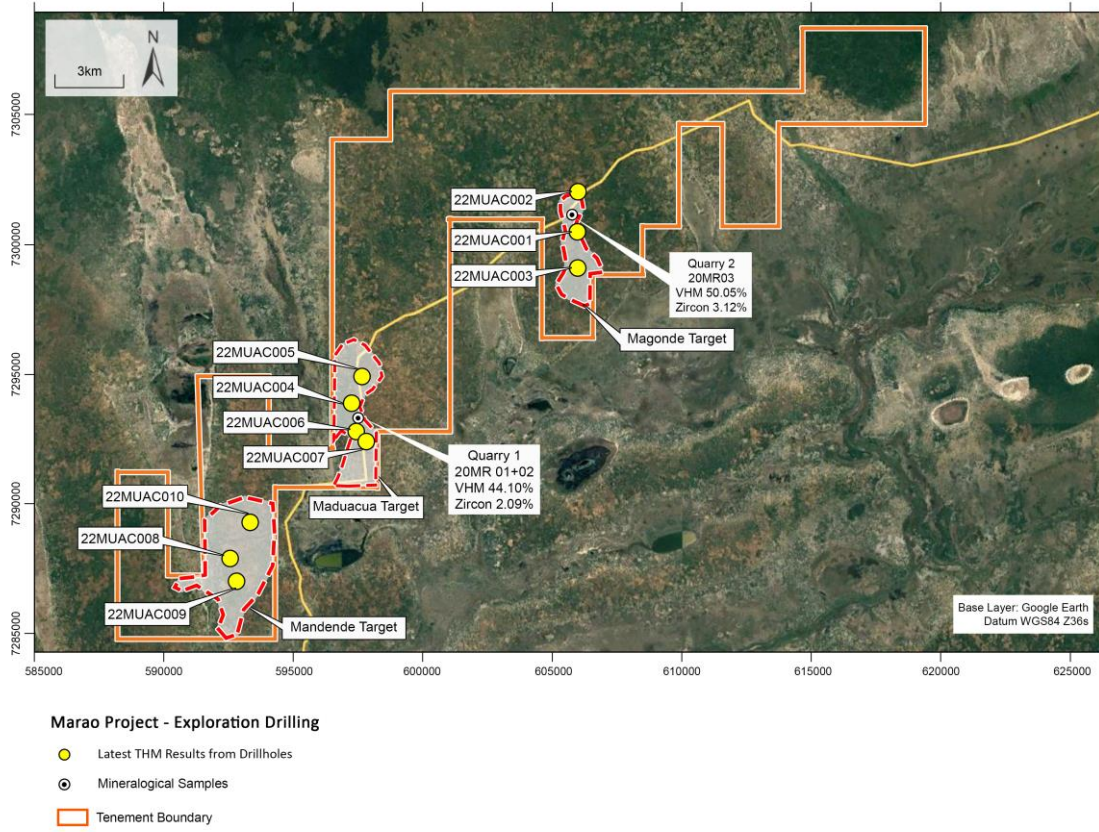 N
3km
7305000
7300000
7295000
7290000
7285000
22MUAC002
22MUAC001
22MUAC003
Quarry 2
20MR03
VHM 50.05%
Zircon 3.12%
Magonde Target
22MUAC005
22MUAC004
22MUAC006
22MUAC007
Quarry 1
20MR 01+02
VHM 44.10%
Zircon 2.09%
Maduacua Target
22MUAC010
22MUAC008
22MUAC009
Mandende Target
Base Layer: Google Earth
Datum WGS84 Z36s
585000 590000 595000 600000 605000 610000 615000 620000 625000
Marao Project - Exploration Drilling
Latest THM Results from Drillholes
Mineralogical Samples
Tenement Boundary